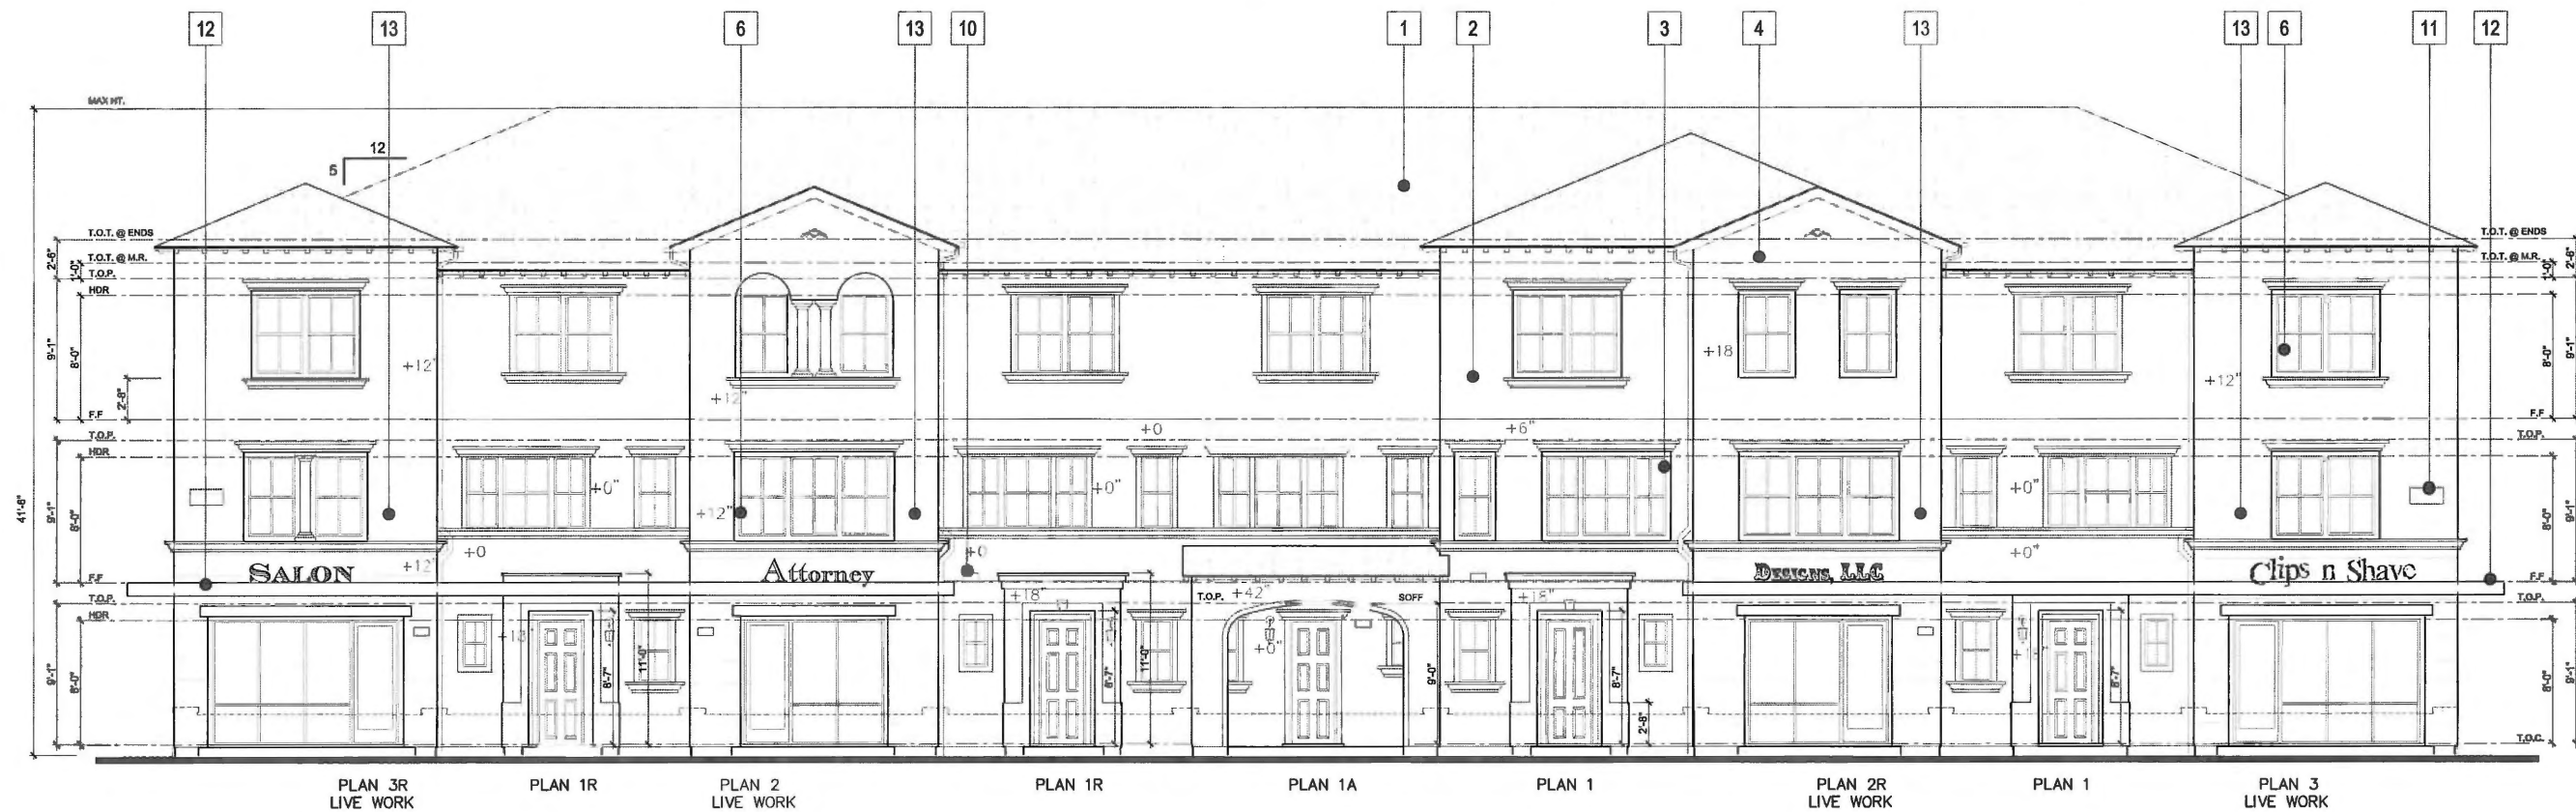 12 13 6 13 10 1 2 3 4 13 13 6 11 12
MAX HT.
12
5
T.O.T. @ ENDS T.O.T. @ ENDS
2'-6" 2'-6"
T.O.T. @ M.R. T.O.T. @ M.R.
1'-0" 1'-0"
T.O.P.
HDR
9'-1" 8'-0" 8'-0" 9'-1"
+12" +18 +12"
2'-8" +12"
F.F F.F
+0 +6"
T.O.P. T.O.P.
HDR
+0" +0" +0"
41'-6" 9'-1" 8'-0" +12" 8'-0" 9'-1"
+0 +0 +0"
+12" SALON Attorney DESIGNS, LLC Clips n Shave
F.F F.F
+18" T.O.P. +42" SOFF +18"
T.O.P. T.O.P.
HDR
+18" +0" +18"
9'-1" 8'-0" 8'-7" 11'-0" 8'-7" 11'-0" 9'-0" 8'-7" 2'-8" 8'-7" 8'-0" 9'-1"
T.O.C.
PLAN 3R PLAN 1R PLAN 2 PLAN 1R PLAN 1A PLAN 1 PLAN 2R PLAN 1 PLAN 3
LIVE WORK LIVE WORK LIVE WORK LIVE WORK